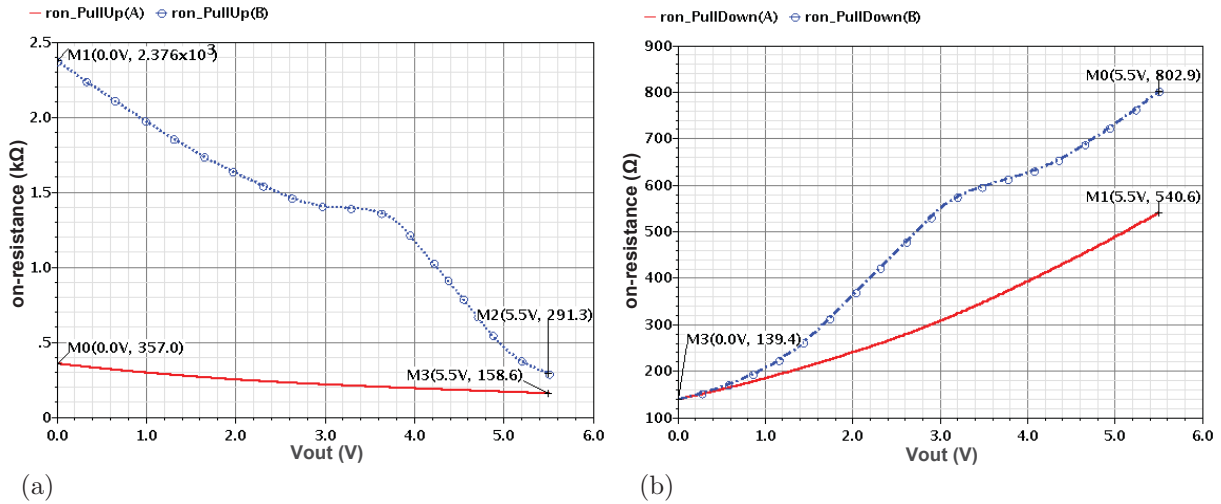 ron_PullUp(A) ron_PullUp(B)
on-resistance (kΩ)
2.5
2.0
1.5
1.0
.5
0.0
M1(0.0V, 2.376x10³)
M0(0.0V, 357.0)
M2(5.5V, 291.3)
M3(5.5V, 158.6)
0.0 1.0 2.0 3.0 4.0 5.0 6.0
Vout (V)
(a)
ron_PullDown(A) ron_PullDown(B)
on-resistance (Ω)
900
800
700
600
500
400
300
200
100
M0(5.5V, 802.9)
M1(5.5V, 540.6)
M3(0.0V, 139.4)
0.0 1.0 2.0 3.0 4.0 5.0 6.0
Vout (V)
(b)